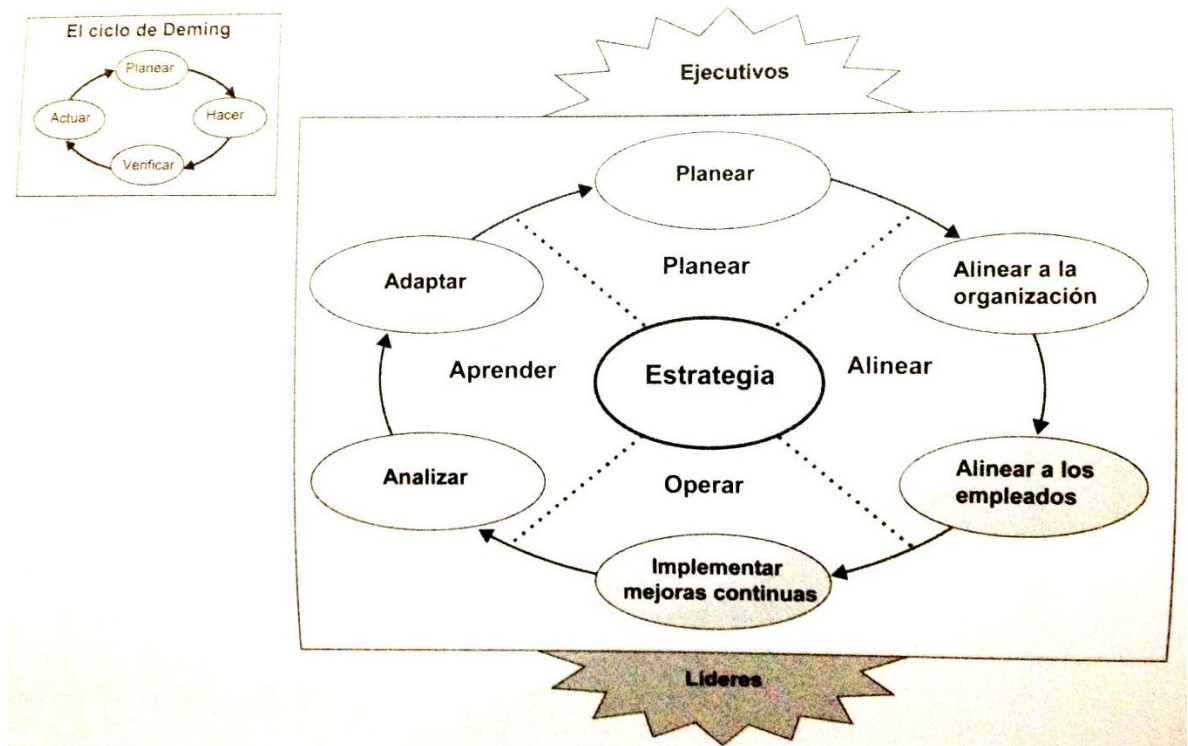 El ciclo de Deming
Planear
Actuar
Hacer
Verificar
Ejecutivos
Planear
Planear
Adaptar
Alinear a la
organización
Aprender
Estrategia
Alinear
Analizar
Operar
Alinear a los
empleados
Implementar
mejoras continuas
Líderes